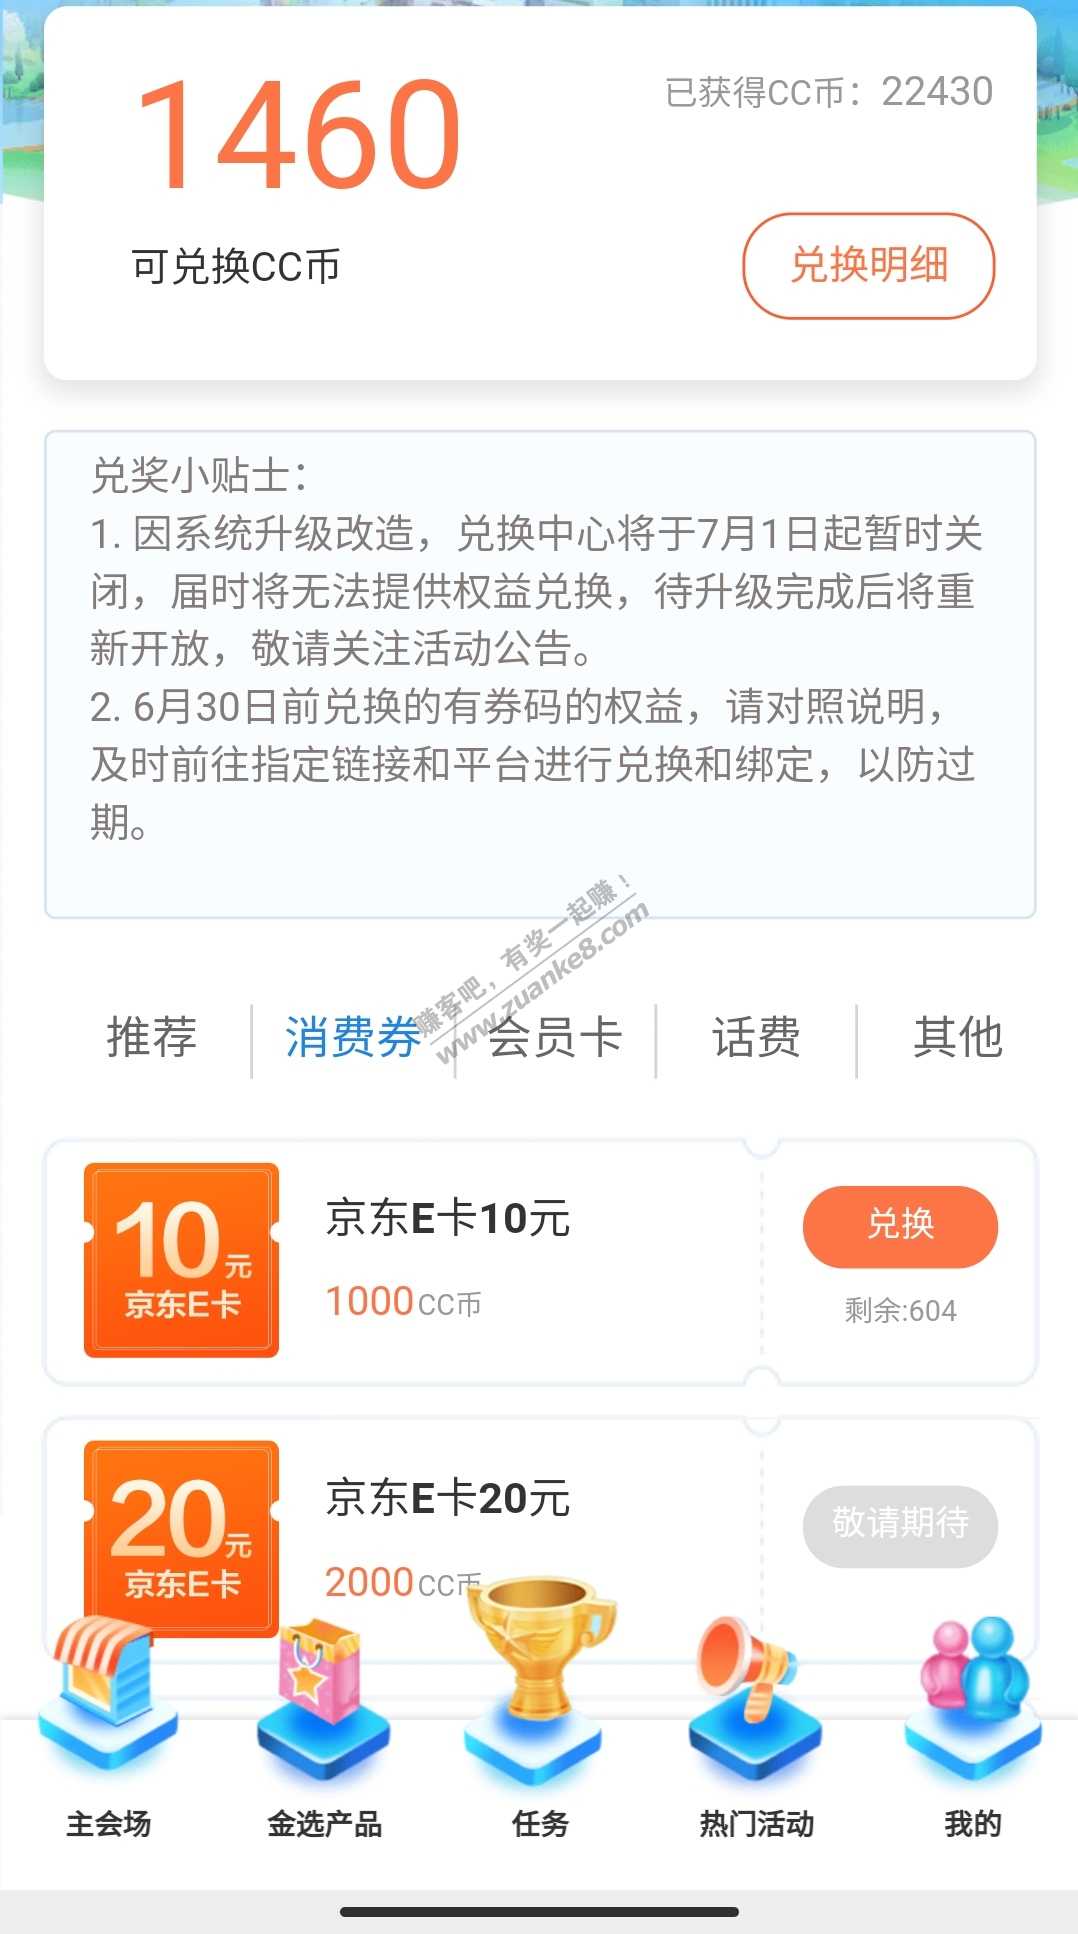 1460
已获得CC币：22430
可兑换CC币
兑换明细
兑奖小贴士：
1. 因系统升级改造，兑换中心将于7月1日起暂时关
闭，届时将无法提供权益兑换，待升级完成后将重
新开放，敬请关注活动公告。
2. 6月30日前兑换的有券码的权益，请对照说明，
及时前往指定链接和平台进行兑换和绑定，以防过
期。
赚客吧，有奖一起赚！
www.zuanke8.com
推荐
消费券
会员卡
话费
其他
10元
京东E卡
京东E卡10元
1000CC币
兑换
剩余:604
20元
京东E卡
京东E卡20元
2000CC币
敬请期待
主会场
金选产品
任务
热门活动
我的